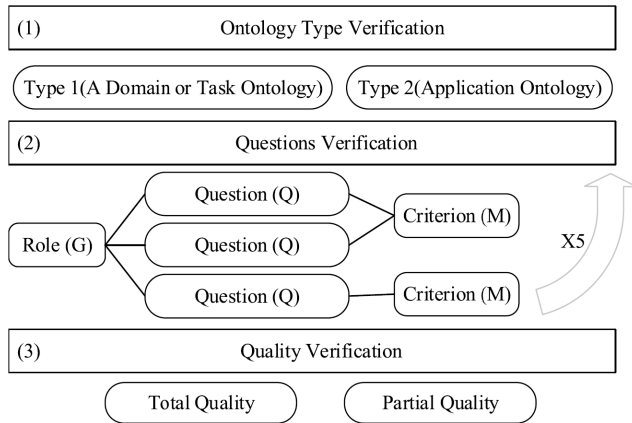 (1) Ontology Type Verification
Type 1(A Domain or Task Ontology) Type 2(Application Ontology)
(2) Questions Verification
Question (Q)
Criterion (M)
Role (G) Question (Q) X5
Question (Q) Criterion (M)
(3) Quality Verification
Total Quality Partial Quality